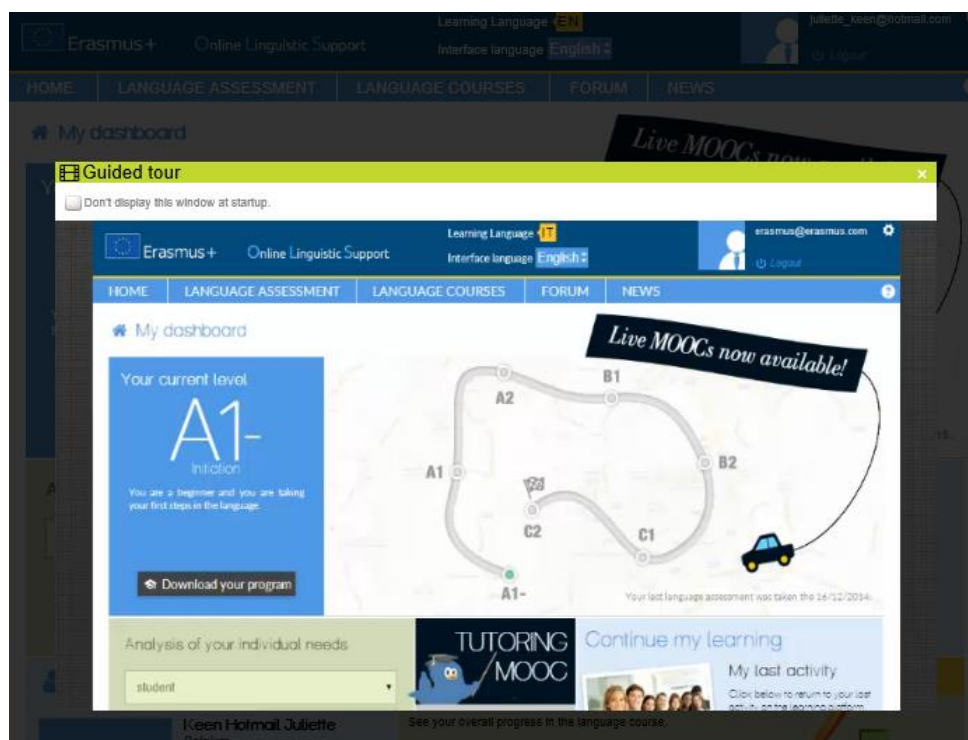 Erasmus+
Online Linguistic Support
Learning Language EN
Interface language English
juliette_keen@hotmail.com
Logout
HOME LANGUAGE ASSESSMENT LANGUAGE COURSES FORUM NEWS
My dashboard
Live MOOCs now
Guided tour
Don't display this window at startup.
Erasmus+
Online Linguistic Support
Learning Language IT
Interface language English
erasmus@erasmus.com
Logout
HOME LANGUAGE ASSESSMENT LANGUAGE COURSES FORUM NEWS
My dashboard
Live MOOCs now available!
Your current level
A1-
Initiation
You are a beginner and you are taking
your first steps in the language.
Download your program
A2
B1
A1
B2
C2
C1
A1-
Your last language assessment was taken the 16/12/2014.
Analysis of your individual needs
student
TUTORING
MOOC
Continue my learning
My last activity
Click below to return to your last
activity on the learning platform.
Keen Hotmail Juliette
Belgium
See your overall progress in the language course.